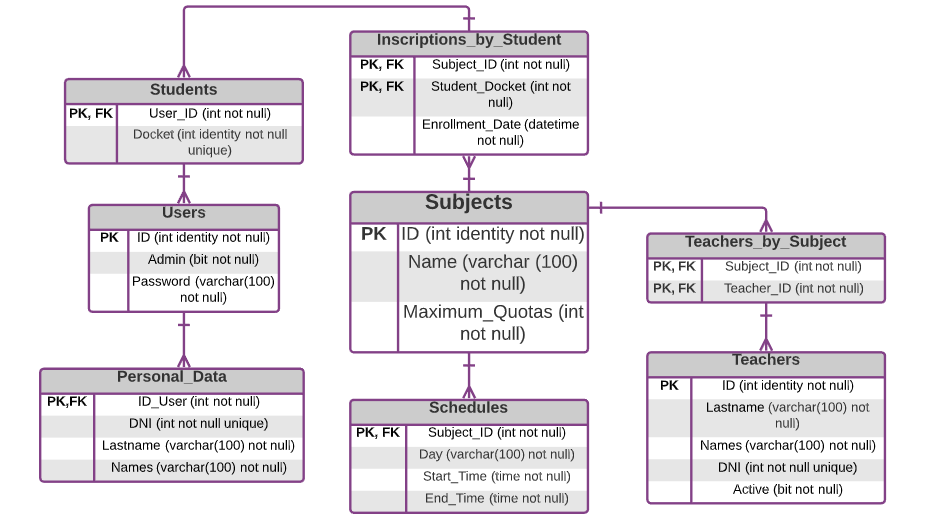 Inscriptions_by_Student
PK, FK Subject_ID (int not null)
PK, FK Student_Docket (int not
null)
Enrollment_Date (datetime
not null)
Students
PK, FK User_ID (int not null)
Docket (int identity not null
unique)
Users
PK ID (int identity not null)
Admin (bit not null)
Password (varchar(100)
not null)
Personal_Data
PK,FK ID_User (int not null)
DNI (int not null unique)
Lastname (varchar(100) not null)
Names (varchar(100) not null)
Subjects
PK ID (int identity not null)
Name (varchar (100)
not null)
Maximum_Quotas (int
not null)
Schedules
PK, FK Subject_ID (int not null)
Day (varchar(100) not null)
Start_Time (time not null)
End_Time (time not null)
Teachers_by_Subject
PK, FK Subject_ID (int not null)
PK, FK Teacher_ID (int not null)
Teachers
PK ID (int identity not null)
Lastname (varchar(100) not
null)
Names (varchar(100) not null)
DNI (int not null unique)
Active (bit not null)